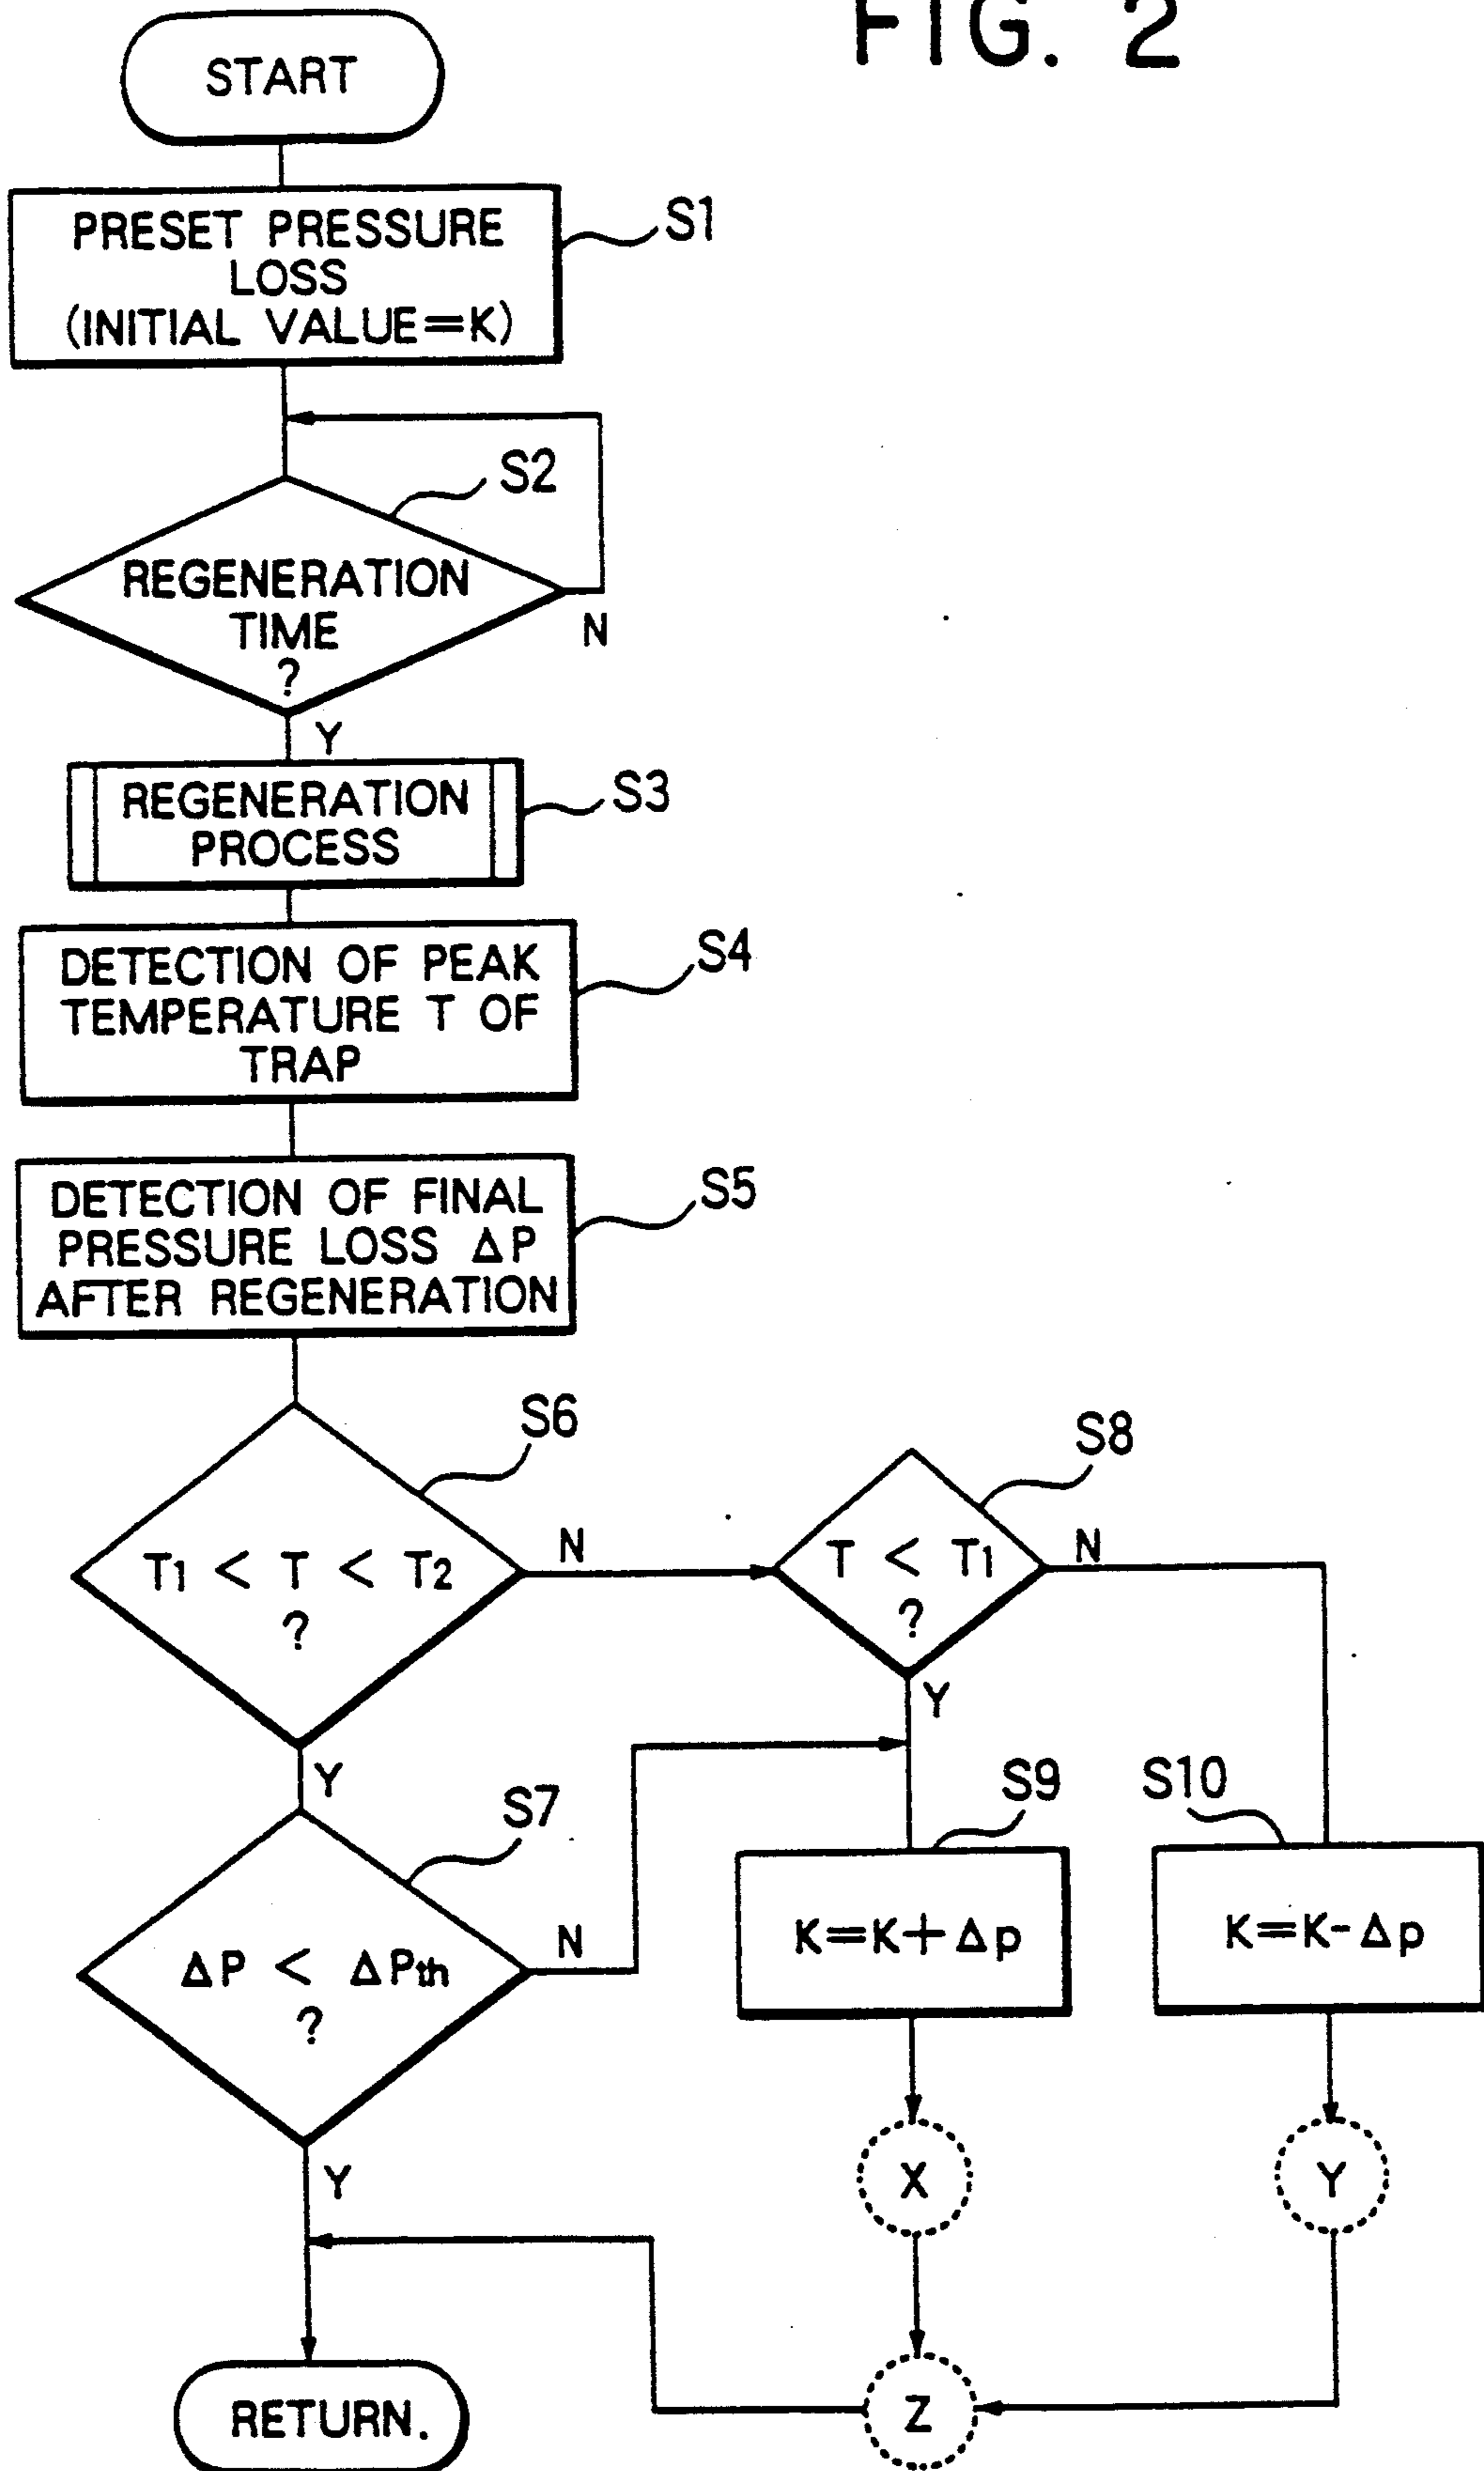 FIG. 2
START
PRESET PRESSURE
LOSS
(INITIAL VALUE=K)
S1
S2
REGENERATION
TIME
?
N
Y
REGENERATION
PROCESS
S3
DETECTION OF PEAK
TEMPERATURE T OF
TRAP
S4
DETECTION OF FINAL
PRESSURE LOSS ΔP
AFTER REGENERATION
S5
S6
T1 < T < T2
?
N
Y
S8
T < T1
?
N
Y
S7
ΔP < ΔPth
?
N
Y
S9
K=K+Δp
S10
K=K-Δp
X
Y
Z
RETURN.